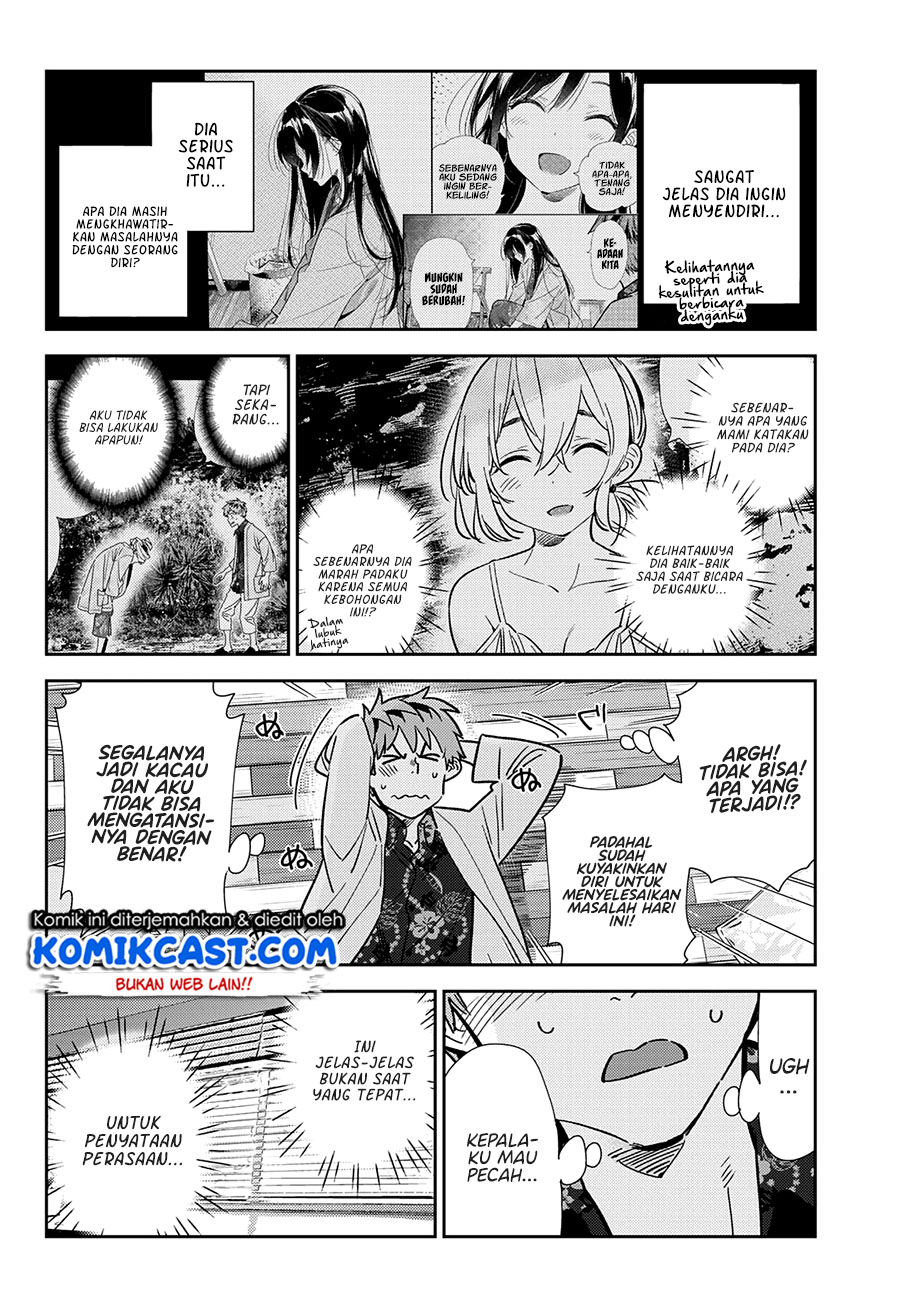 SANGAT
JELAS DIA INGIN
MENYENDIRI...
Kelihatannya
seperti dia
kesulitan untuk
berbicara
denganku
TIDAK
APA-APA,
TENANG
SAJA!
SEBENARNYA
AKU SEDANG
INGIN BER-
KELILING!
KE-
ADAAN
KITA
MUNGKIN
SUDAH
BERUBAH!
DIA
SERIUS
SAAT
ITU...
APA DIA MASIH
MENGKHAWATIR-
KAN MASALAHNYA
DENGAN SEORANG
DIRI?
SEBENAR-
NYA APA YANG
MAMI KATAKAN
PADA DIA?
KELIHATANNYA
DIA BAIK-BAIK
SAJA SAAT BICARA
DENGANKU...
APA
SEBENARNYA DIA
MARAH PADAKU
KARENA SEMUA
KEBOHONGAN
INI!?
Dalam
lubuk
hatinya
TAPI
SEKA-
RANG...
AKU TIDAK
BISA LAKUKAN
APAPUN!
ARGH!
TIDAK BISA!
APA YANG
TERJADI!?
PADAHAL
SUDAH
KUYAKINKAN
DIRI UNTUK
MENYELESAIKAN
MASALAH HARI
INI!
ぬ
ぬ
ぬ
SEGALANYA
JADI KACAU
DAN AKU
TIDAK BISA
MENGATASI-
NYA DENGAN
BENAR!
Komik ini diterjemahkan & diedit oleh
KOMIKCAST.COM
BUKAN WEB LAIN!!
UGH
...
KEPALA-
KU MAU
PECAH...
INI
JELAS-JELAS
BUKAN SAAT
YANG TEPAT...
UNTUK
PENYATAAN
PERASAAN...